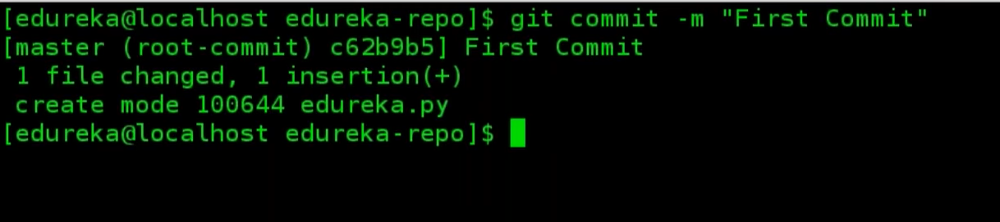 [edureka@localhost edureka-repo]$ git commit -m "First Commit"
[master (root-commit) c62b9b5] First Commit
 1 file changed, 1 insertion(+)
 create mode 100644 edureka.py
[edureka@localhost edureka-repo]$